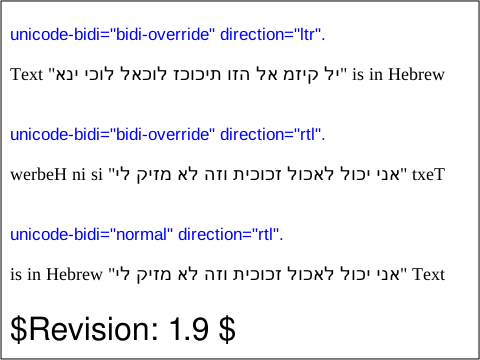 unicode-bidi="bidi-override" direction="ltr".
Text "יל קיזמ אל הזו תיכוכז לוכאל לוכי ינא" is in Hebrew
unicode-bidi="bidi-override" direction="rtl".
werbeH ni si "אני יכול לאכול זכוכית וזה לא מזיק לי" txeT
unicode-bidi="normal" direction="rtl".
is in Hebrew "אני יכול לאכול זכוכית וזה לא מזיק לי" Text
$Revision: 1.9 $